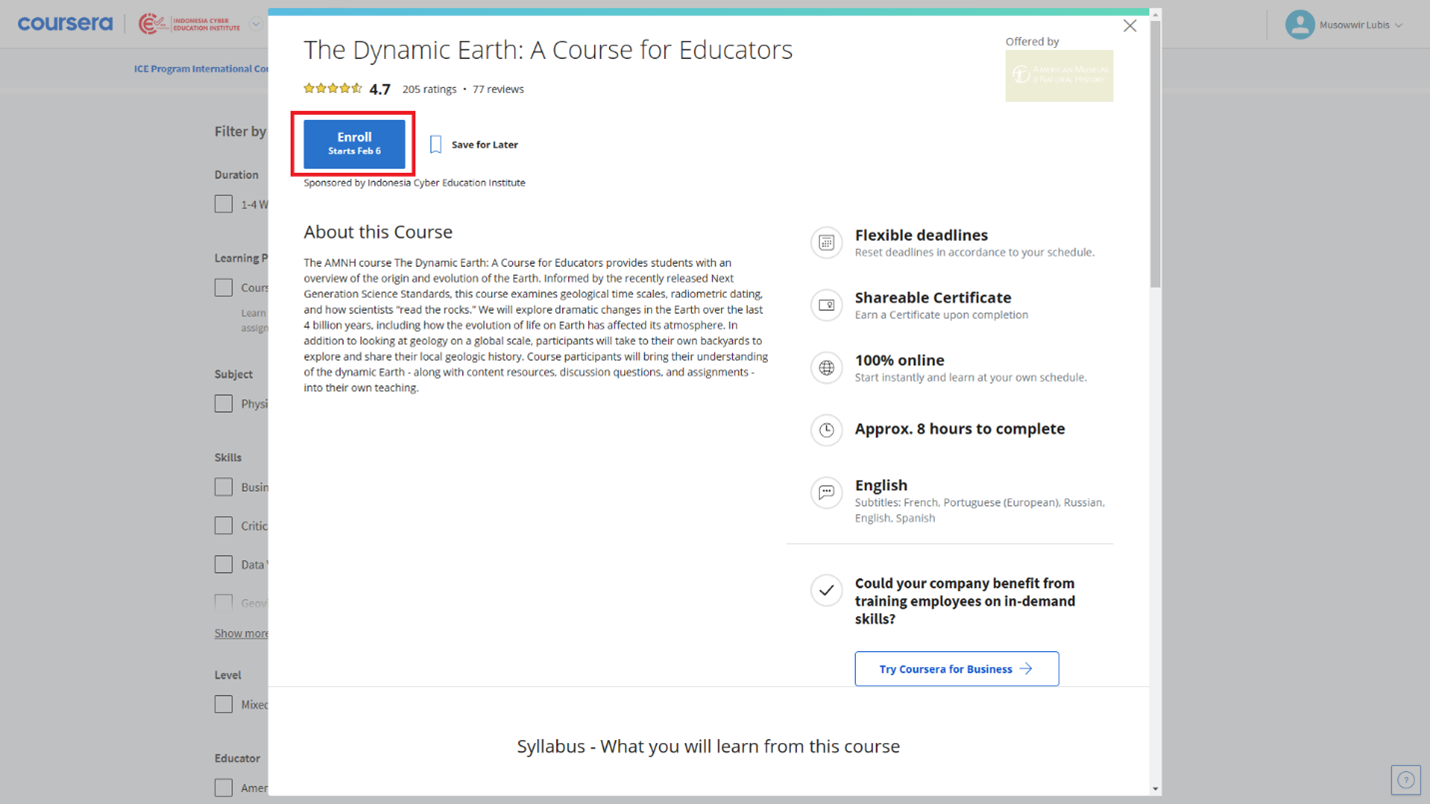 coursera
INDONESIA CYBER
EDUCATION INSTITUTE
Musowwir Lubis
ICE Program International Cou
Filter by
Duration
1-4 W
Learning P
Cours
Learn
assign
Subject
Physi
Skills
Busin
Critic
Data
Geovi
Show more
Level
Mixed
Educator
Amer
The Dynamic Earth: A Course for Educators
4.7 205 ratings • 77 reviews
Enroll
Starts Feb 6
Save for Later
Sponsored by Indonesia Cyber Education Institute
Offered by
American Museum
About this Course
The AMNH course The Dynamic Earth: A Course for Educators provides students with an
overview of the origin and evolution of the Earth. Informed by the recently released Next
Generation Science Standards, this course examines geological time scales, radiometric dating,
and how scientists "read the rocks." We will explore dramatic changes in the Earth over the last
4 billion years, including how the evolution of life on Earth has affected its atmosphere. In
addition to looking at geology on a global scale, participants will take to their own backyards to
explore and share their local geologic history. Course participants will bring their understanding
of the dynamic Earth - along with content resources, discussion questions, and assignments -
into their own teaching.
Flexible deadlines
Reset deadlines in accordance to your schedule.
Shareable Certificate
Earn a Certificate upon completion
100% online
Start instantly and learn at your own schedule.
Approx. 8 hours to complete
English
Subtitles: French, Portuguese (European), Russian,
English, Spanish
Could your company benefit from
training employees on in-demand
skills?
Try Coursera for Business
Syllabus - What you will learn from this course